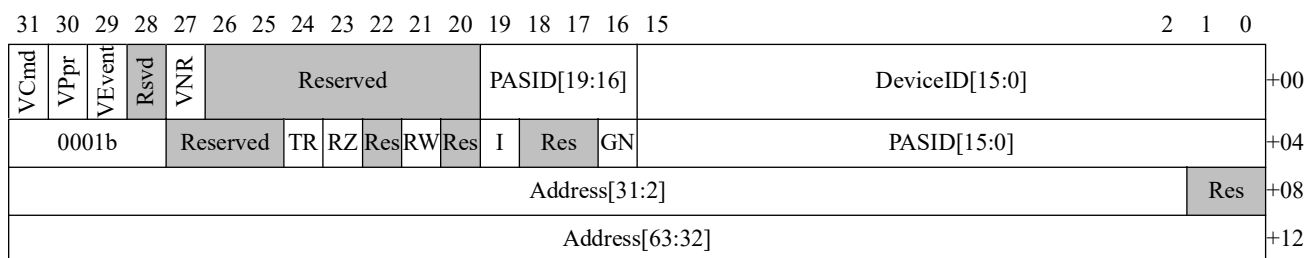 31 30 29 28 27 26 25 24 23 22 21 20 19 18 17 16 15 2 1 0
VCmd VPpr VEvent Rsvd VNR Reserved PASID[19:16] DeviceID[15:0] +00
0001b Reserved TR RZ Res RW Res I Res GN PASID[15:0] +04
Address[31:2] Res +08
Address[63:32] +12